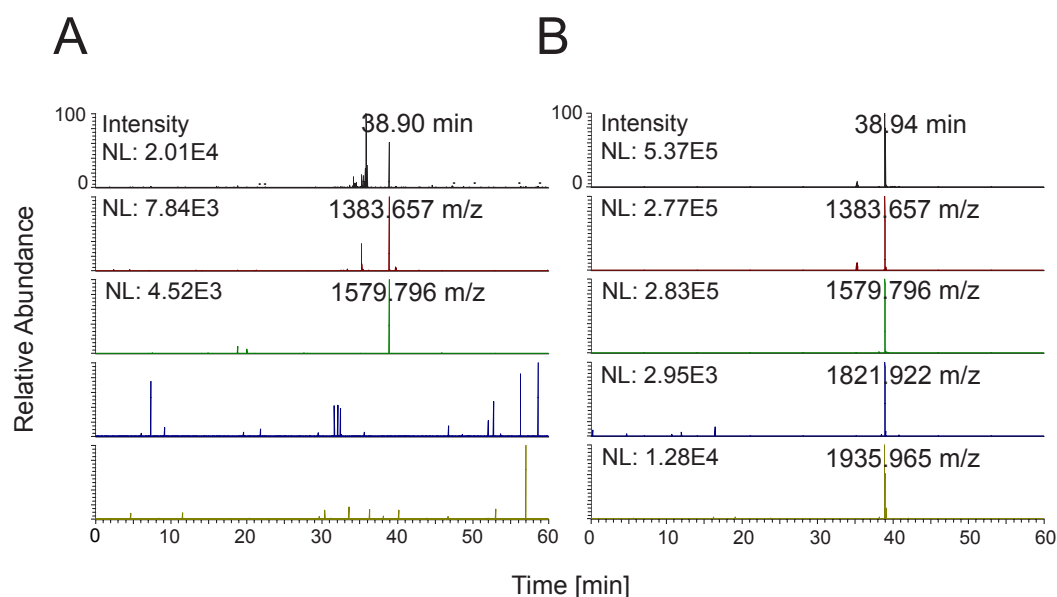 A
B
100
Intensity
38.90 min
NL: 2.01E4
0
NL: 7.84E3
1383.657 m/z
NL: 4.52E3
1579.796 m/z
0 10 20 30 40 50 60
100
Intensity
38.94 min
NL: 5.37E5
0
NL: 2.77E5
1383.657 m/z
NL: 2.83E5
1579.796 m/z
NL: 2.95E3
1821.922 m/z
NL: 1.28E4
1935.965 m/z
0 10 20 30 40 50 60
Relative Abundance
Time [min]